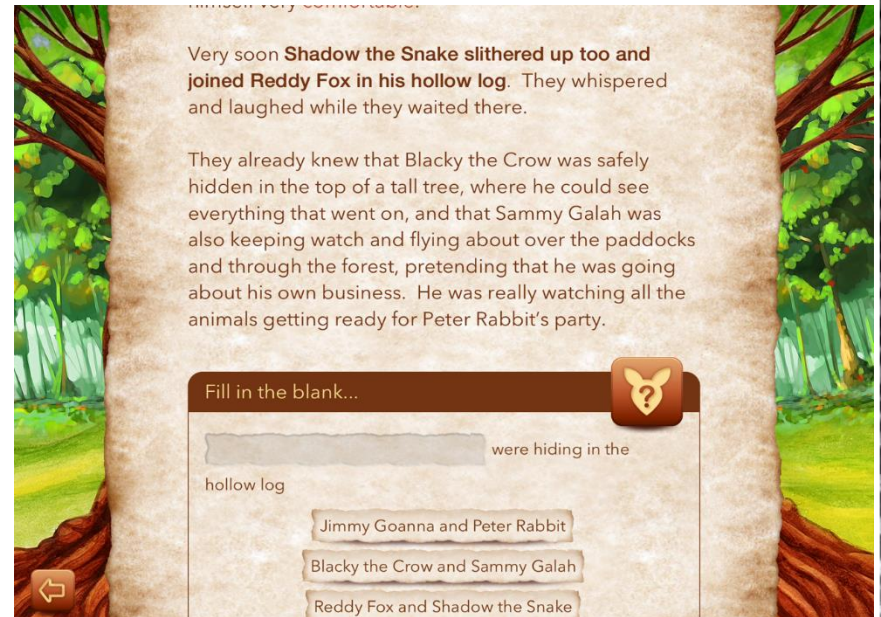 himself very comfortable.
Very soon Shadow the Snake slithered up too and
joined Reddy Fox in his hollow log. They whispered
and laughed while they waited there.
They already knew that Blacky the Crow was safely
hidden in the top of a tall tree, where he could see
everything that went on, and that Sammy Galah was
also keeping watch and flying about over the paddocks
and through the forest, pretending that he was going
about his own business. He was really watching all the
animals getting ready for Peter Rabbit's party.
Fill in the blank...
?
were hiding in the
hollow log
Jimmy Goanna and Peter Rabbit
Blacky the Crow and Sammy Galah
Reddy Fox and Shadow the Snake